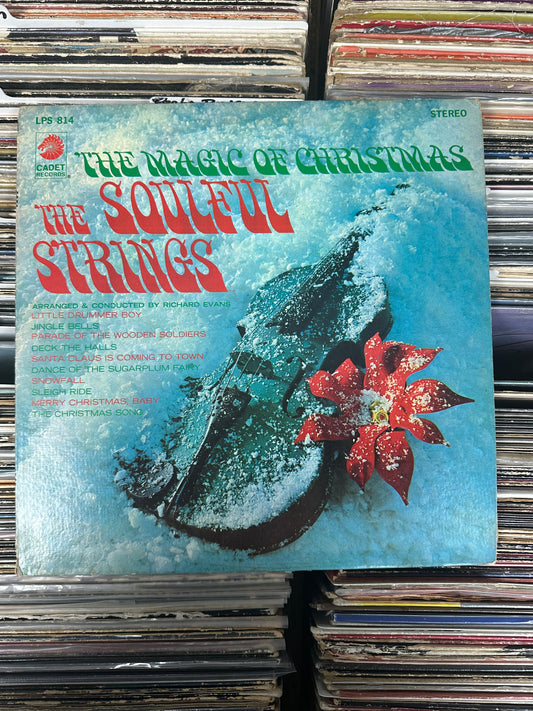 LPS 814
STEREO
CADET
RECORDS
THE MAGIC OF CHRISTMAS
THE SOULFUL
STRINGS
ARRANGED & CONDUCTED BY RICHARD EVANS
LITTLE DRUMMER BOY
JINGLE BELLS
PARADE OF THE WOODEN SOLDIERS
DECK THE HALLS
SANTA CLAUS IS COMING TO TOWN
DANCE OF THE SUGARPLUM FAIRY
SNOWFALL
SLEIGH RIDE
MERRY CHRISTMAS, BABY
THE CHRISTMAS SONG